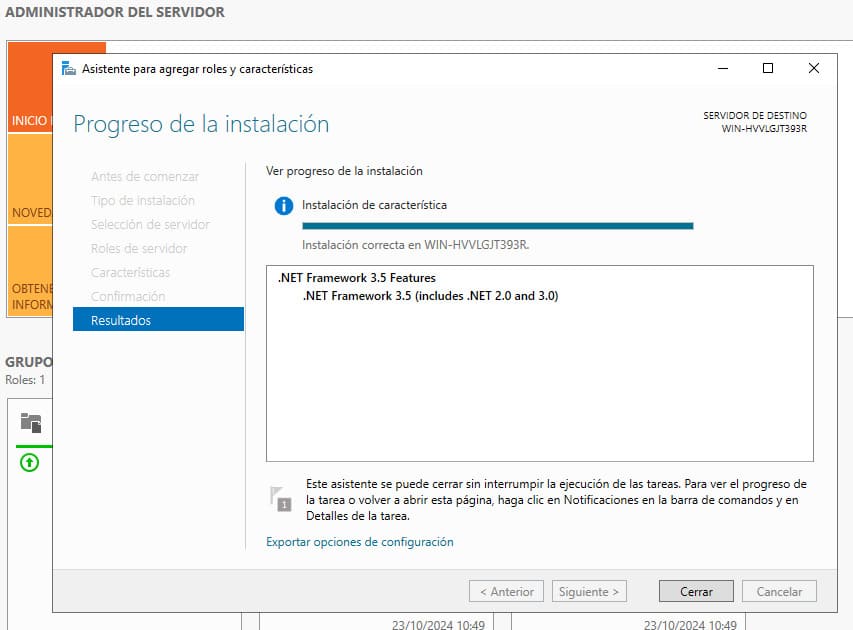 ADMINISTRADOR DEL SERVIDOR
Asistente para agregar roles y características
INICIO
Progreso de la instalación
SERVIDOR DE DESTINO
WIN-HVVLGJT393R
Antes de comenzar
Tipo de instalación
Selección de servidor
Roles de servidor
Características
Confirmación
Resultados
Ver progreso de la instalación
Instalación de característica
Instalación correcta en WIN-HVVLGJT393R.
.NET Framework 3.5 Features
.NET Framework 3.5 (includes .NET 2.0 and 3.0)
NOVED
OBTENE
INFORM
GRUPO
Roles: 1
1
Este asistente se puede cerrar sin interrumpir la ejecución de las tareas. Para ver el progreso de
la tarea o volver a abrir esta página, haga clic en Notificaciones en la barra de comandos y en
Detalles de la tarea.
Exportar opciones de configuración
< Anterior
Siguiente >
Cerrar
Cancelar
23/10/2024 10:49
23/10/2024 10:49